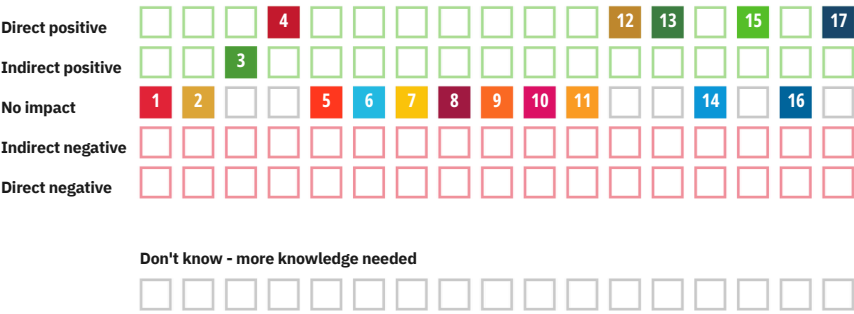 Direct positive 4 12 13 15 17
Indirect positive 3
No impact 1 2 5 6 7 8 9 10 11 14 16
Indirect negative
Direct negative
Don't know - more knowledge needed